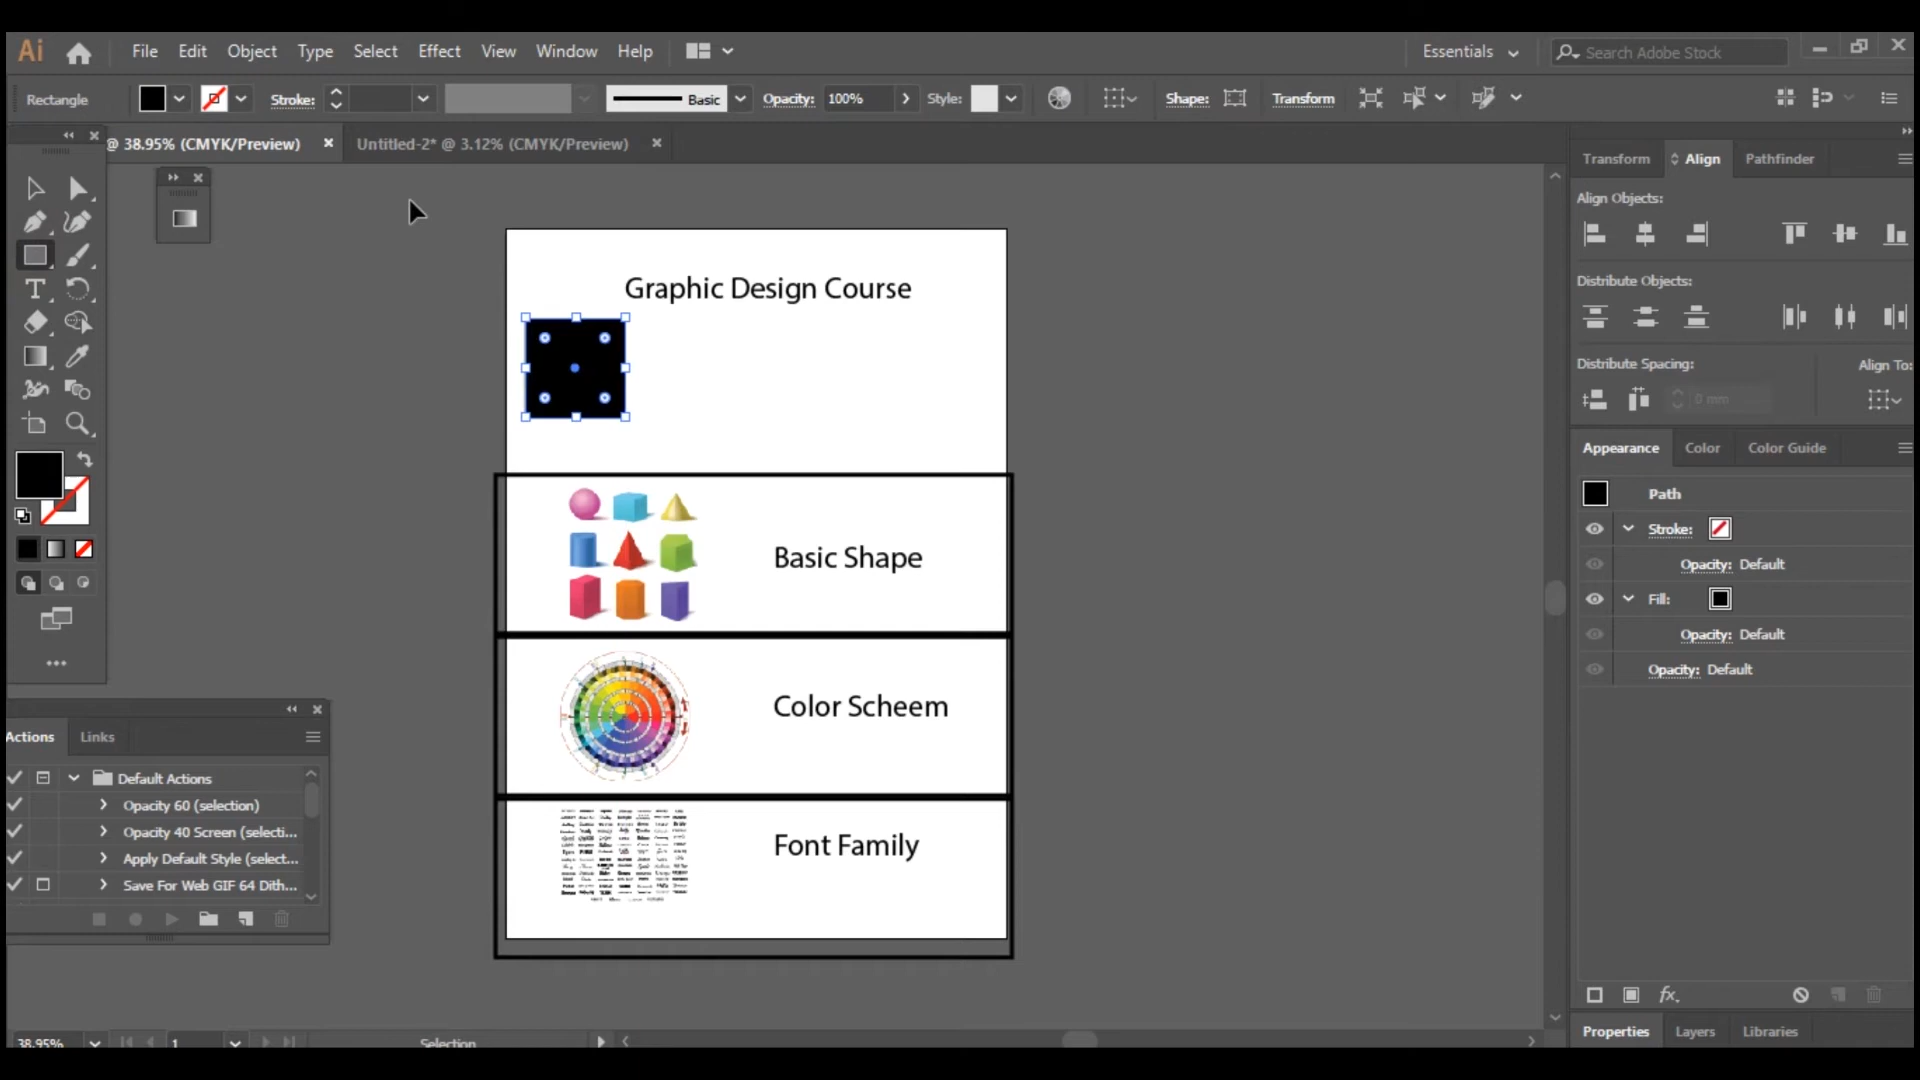 Ai File Edit Object Type Select Effect View Window Help Essentials Search Adobe Stock
Rectangle Stroke: Basic Opacity: 100% Style: Shape: Transform
@ 38.95% (CMYK/Preview) Untitled-2* @ 3.12% (CMYK/Preview)
Transform Align Pathfinder
Align Objects:
Distribute Objects:
Distribute Spacing: Align To:
0 mm
Graphic Design Course
Basic Shape
Color Scheem
Font Family
Appearance Color Color Guide
Path
Stroke:
Opacity: Default
Fill:
Opacity: Default
Opacity: Default
fx.
Properties Layers Libraries
Actions Links
Default Actions
Opacity 60 (selection)
Opacity 40 Screen (selecti...
Apply Default Style (select...
Save For Web GIF 64 Dith...
38.95% 1 Selection